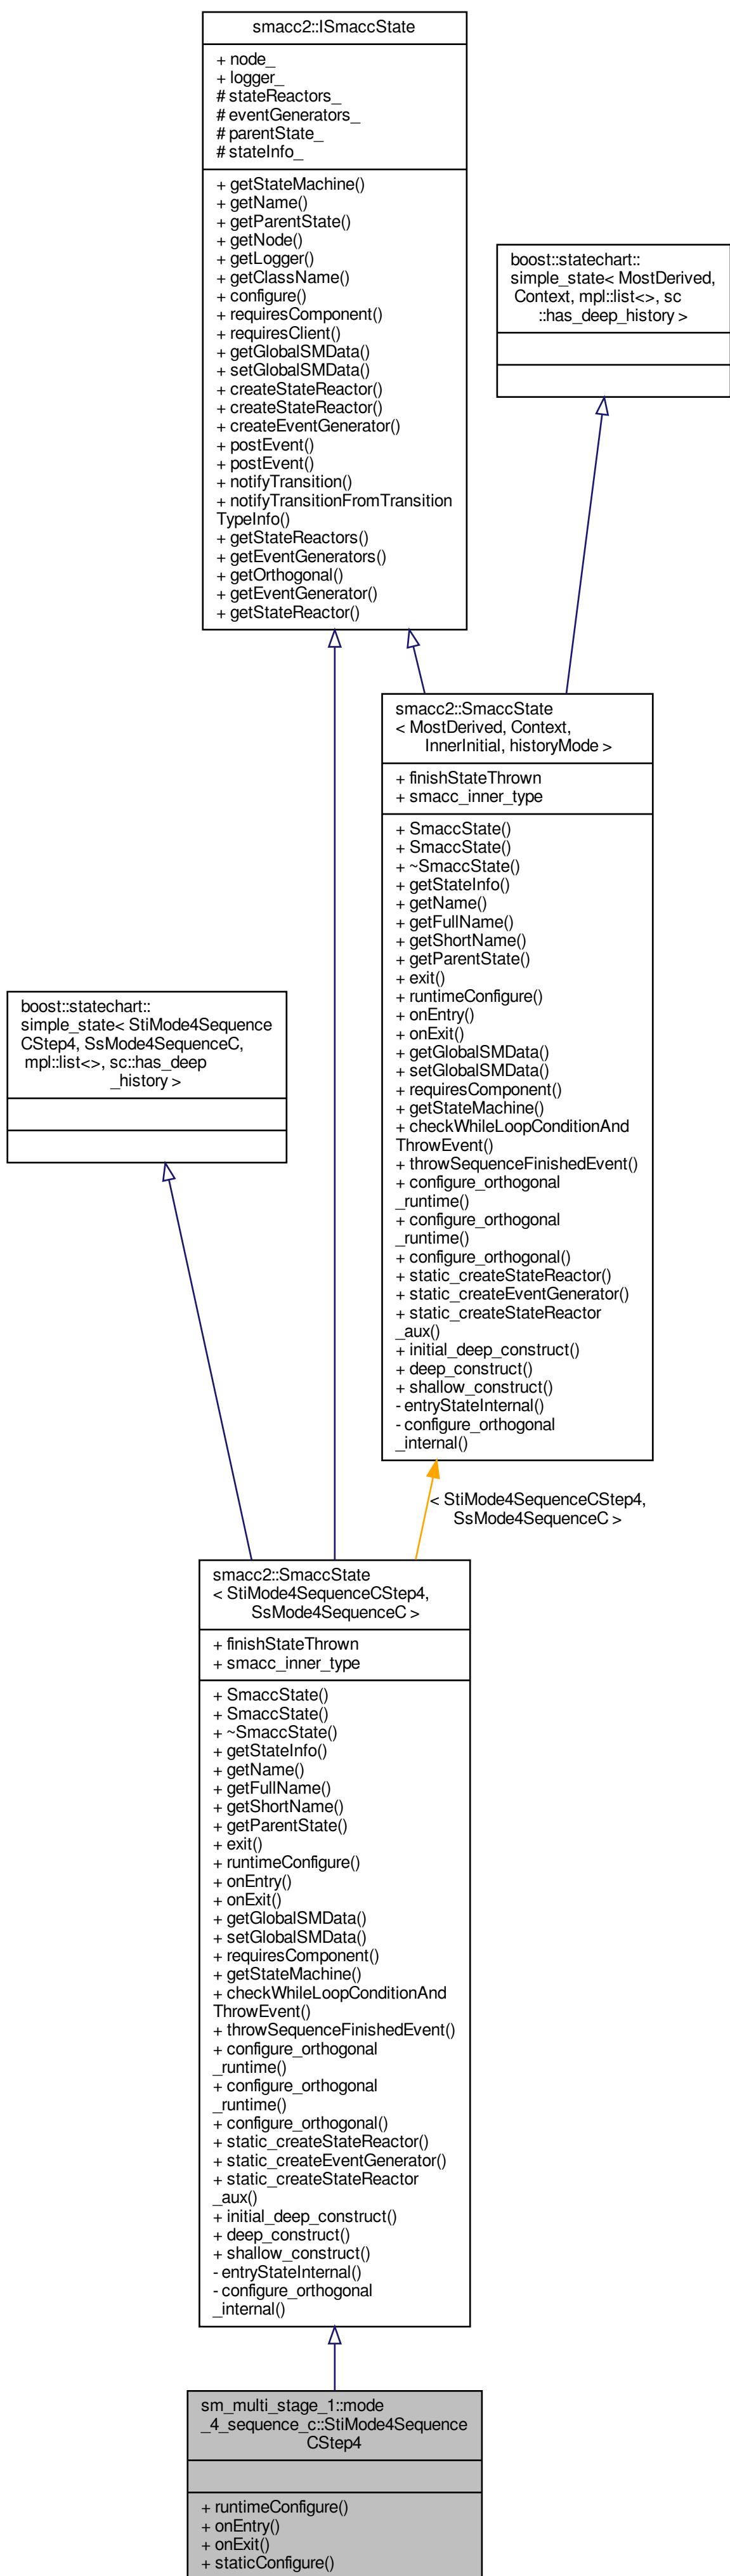 smacc2::ISmaccState
+ node_
+ logger_
# stateReactors_
# eventGenerators_
# parentState_
# stateInfo_
+ getStateMachine()
+ getName()
+ getParentState()
+ getNode()
+ getLogger()
+ getClassName()
+ configure()
+ requiresComponent()
+ requiresClient()
+ getGlobalSMData()
+ setGlobalSMData()
+ createStateReactor()
+ createStateReactor()
+ createEventGenerator()
+ postEvent()
+ postEvent()
+ notifyTransition()
+ notifyTransitionFromTransition
TypeInfo()
+ getStateReactors()
+ getEventGenerators()
+ getOrthogonal()
+ getEventGenerator()
+ getStateReactor()
boost::statechart::
simple_state< MostDerived,
Context, mpl::list<>, sc
::has_deep_history >
smacc2::SmaccState
< MostDerived, Context,
InnerInitial, historyMode >
+ finishStateThrown
+ smacc_inner_type
+ SmaccState()
+ SmaccState()
+ ~SmaccState()
+ getStateInfo()
+ getName()
+ getFullName()
+ getShortName()
+ getParentState()
+ exit()
+ runtimeConfigure()
+ onEntry()
+ onExit()
+ getGlobalSMData()
+ setGlobalSMData()
+ requiresComponent()
+ getStateMachine()
+ checkWhileLoopConditionAnd
ThrowEvent()
+ throwSequenceFinishedEvent()
+ configure_orthogonal
_runtime()
+ configure_orthogonal
_runtime()
+ configure_orthogonal()
+ static_createStateReactor()
+ static_createEventGenerator()
+ static_createStateReactor
_aux()
+ initial_deep_construct()
+ deep_construct()
+ shallow_construct()
- entryStateInternal()
- configure_orthogonal
_internal()
boost::statechart::
simple_state< StiMode4Sequence
CStep4, SsMode4SequenceC,
mpl::list<>, sc::has_deep
_history >
< StiMode4SequenceCStep4,
SsMode4SequenceC >
smacc2::SmaccState
< StiMode4SequenceCStep4,
SsMode4SequenceC >
+ finishStateThrown
+ smacc_inner_type
+ SmaccState()
+ SmaccState()
+ ~SmaccState()
+ getStateInfo()
+ getName()
+ getFullName()
+ getShortName()
+ getParentState()
+ exit()
+ runtimeConfigure()
+ onEntry()
+ onExit()
+ getGlobalSMData()
+ setGlobalSMData()
+ requiresComponent()
+ getStateMachine()
+ checkWhileLoopConditionAnd
ThrowEvent()
+ throwSequenceFinishedEvent()
+ configure_orthogonal
_runtime()
+ configure_orthogonal
_runtime()
+ configure_orthogonal()
+ static_createStateReactor()
+ static_createEventGenerator()
+ static_createStateReactor
_aux()
+ initial_deep_construct()
+ deep_construct()
+ shallow_construct()
- entryStateInternal()
- configure_orthogonal
_internal()
sm_multi_stage_1::mode
_4_sequence_c::StiMode4Sequence
CStep4
+ runtimeConfigure()
+ onEntry()
+ onExit()
+ staticConfigure()